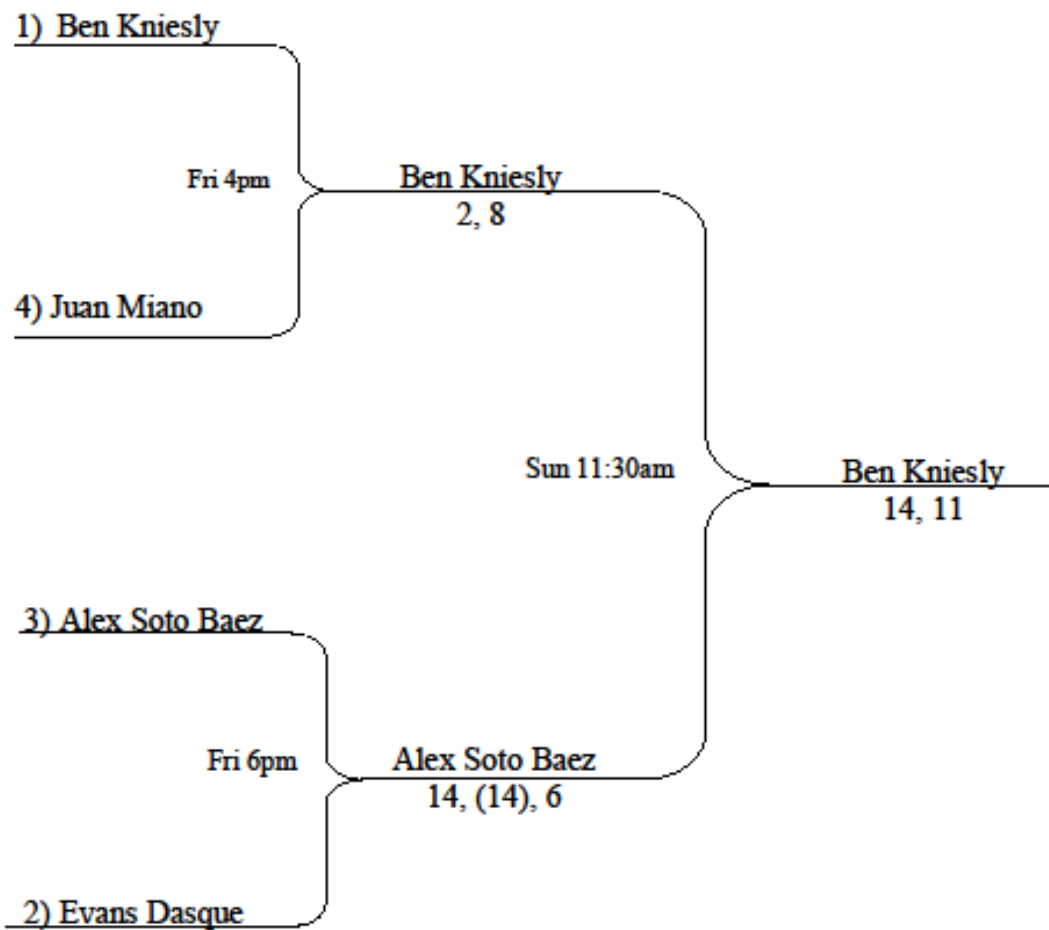 1) Ben Kniesly
Fri 4pm
Ben Kniesly
2, 8
4) Juan Miano
Sun 11:30am
Ben Kniesly
14, 11
3) Alex Soto Baez
Fri 6pm
Alex Soto Baez
14, (14), 6
2) Evans Dasque